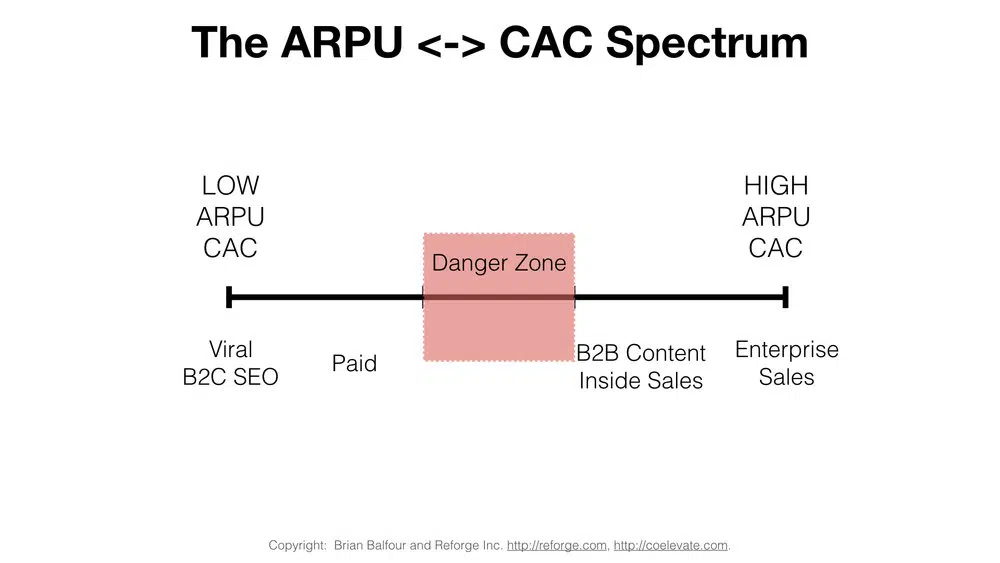 The ARPU <-> CAC Spectrum
LOW
ARPU
CAC
HIGH
ARPU
CAC
Danger Zone
Viral
B2C SEO
Paid
B2B Content
Inside Sales
Enterprise
Sales
Copyright:  Brian Balfour and Reforge Inc. http://reforge.com, http://coelevate.com.